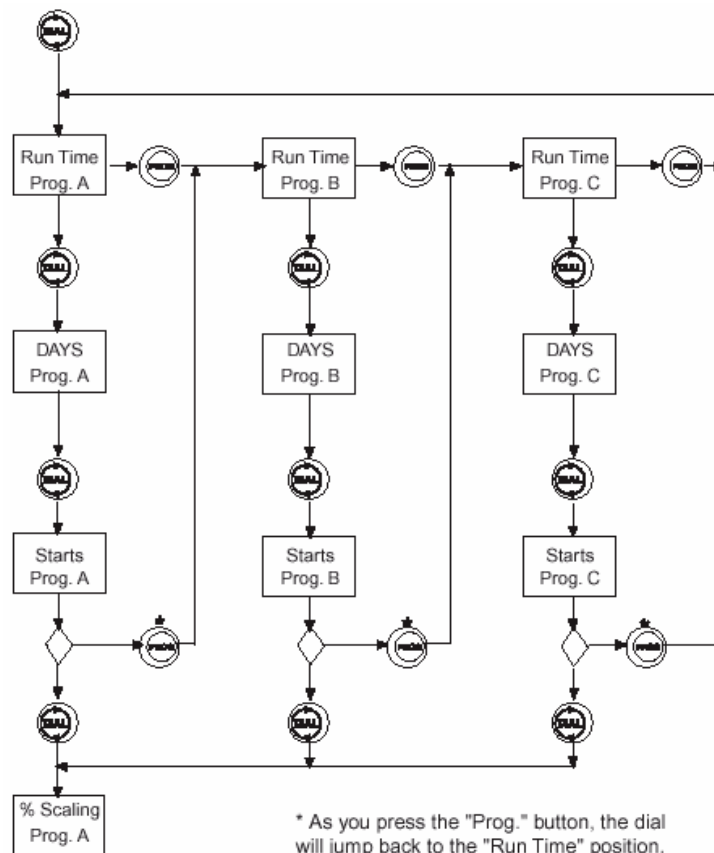 DIAL
Run Time
Prog. A
PROG
Run Time
Prog. B
PROG
Run Time
Prog. C
PROG
DIAL
DIAL
DIAL
DAYS
Prog. A
DAYS
Prog. B
DAYS
Prog. C
DIAL
DIAL
DIAL
Starts
Prog. A
Starts
Prog. B
Starts
Prog. C
*
PROG
*
PROG
*
PROG
DIAL
DIAL
DIAL
% Scaling
Prog. A
* As you press the "Prog." button, the dial
will jump back to the "Run Time" position.